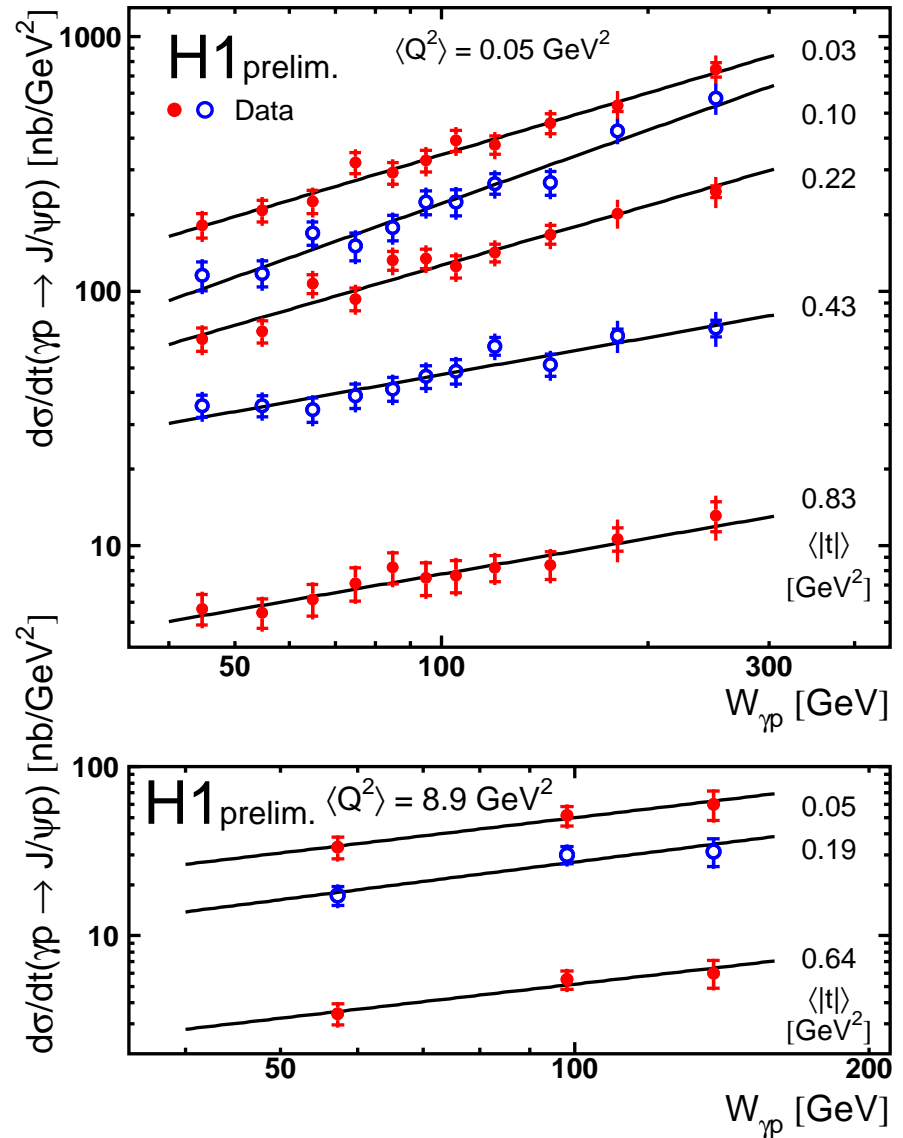 dσ/dt(γp → J/ψp) [nb/GeV²]
1000
100
10
H1prelim.
⟨Q²⟩ = 0.05 GeV²
Data
0.03
0.10
0.22
0.43
0.83
⟨|t|⟩
[GeV²]
50 100 300
Wγp [GeV]
dσ/dt(γp → J/ψp) [nb/GeV²]
100
10
H1prelim. ⟨Q²⟩ = 8.9 GeV²
0.05
0.19
0.64
⟨|t|⟩
[GeV²]
50 100 200
Wγp [GeV]